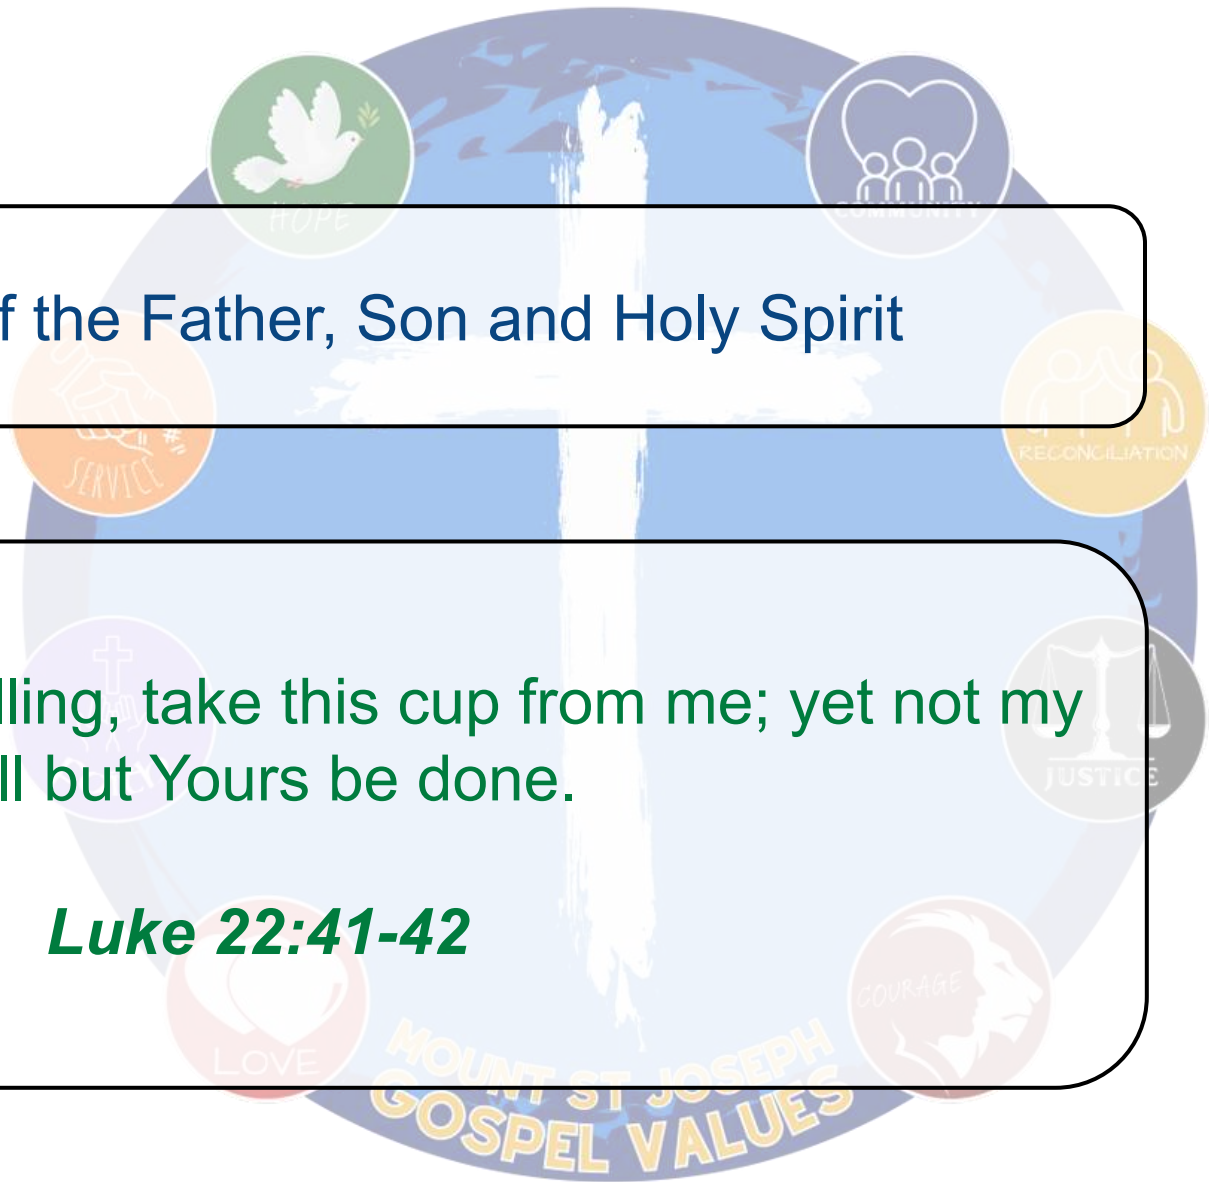 HOPE
COMMUNITY
f the Father, Son and Holy Spirit
SERVICE
RECONCILIATION
lling, take this cup from me; yet not my
ll but Yours be done.
JUSTICE
Luke 22:41-42
LOVE
COURAGE
MOUNT ST JOSEPH
GOSPEL VALUES